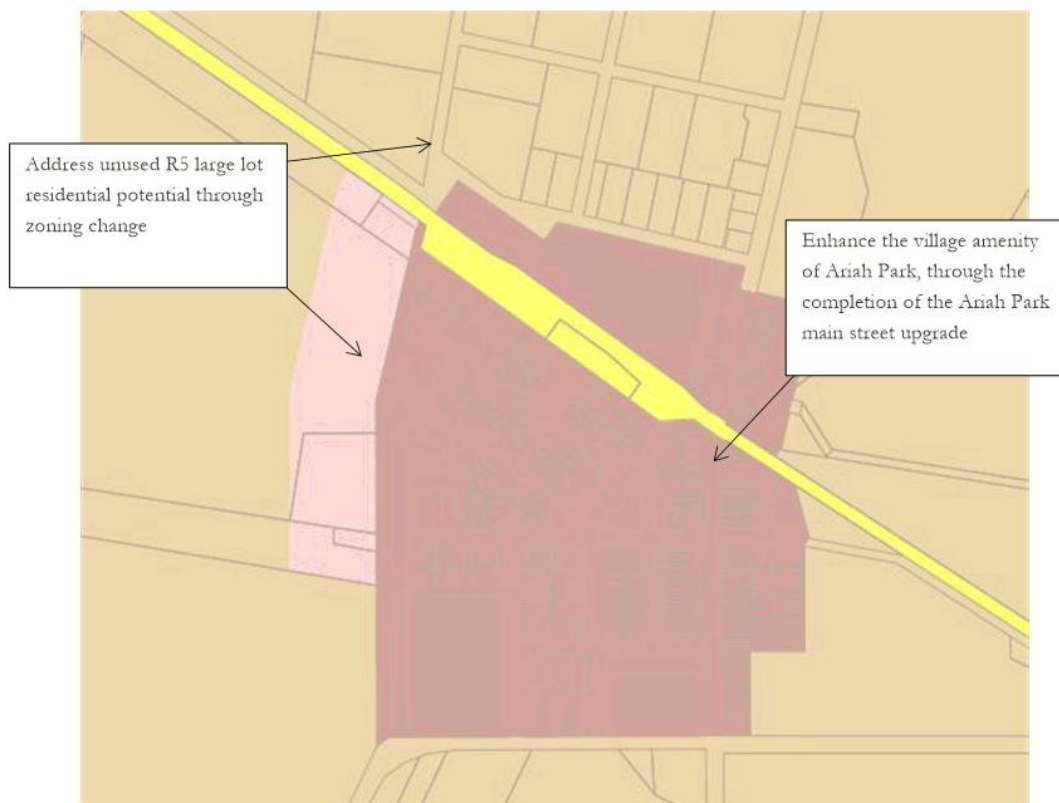 Address unused R5 large lot
residential potential through
zoning change
Enhance the village amenity
of Ariah Park, through the
completion of the Ariah Park
main street upgrade